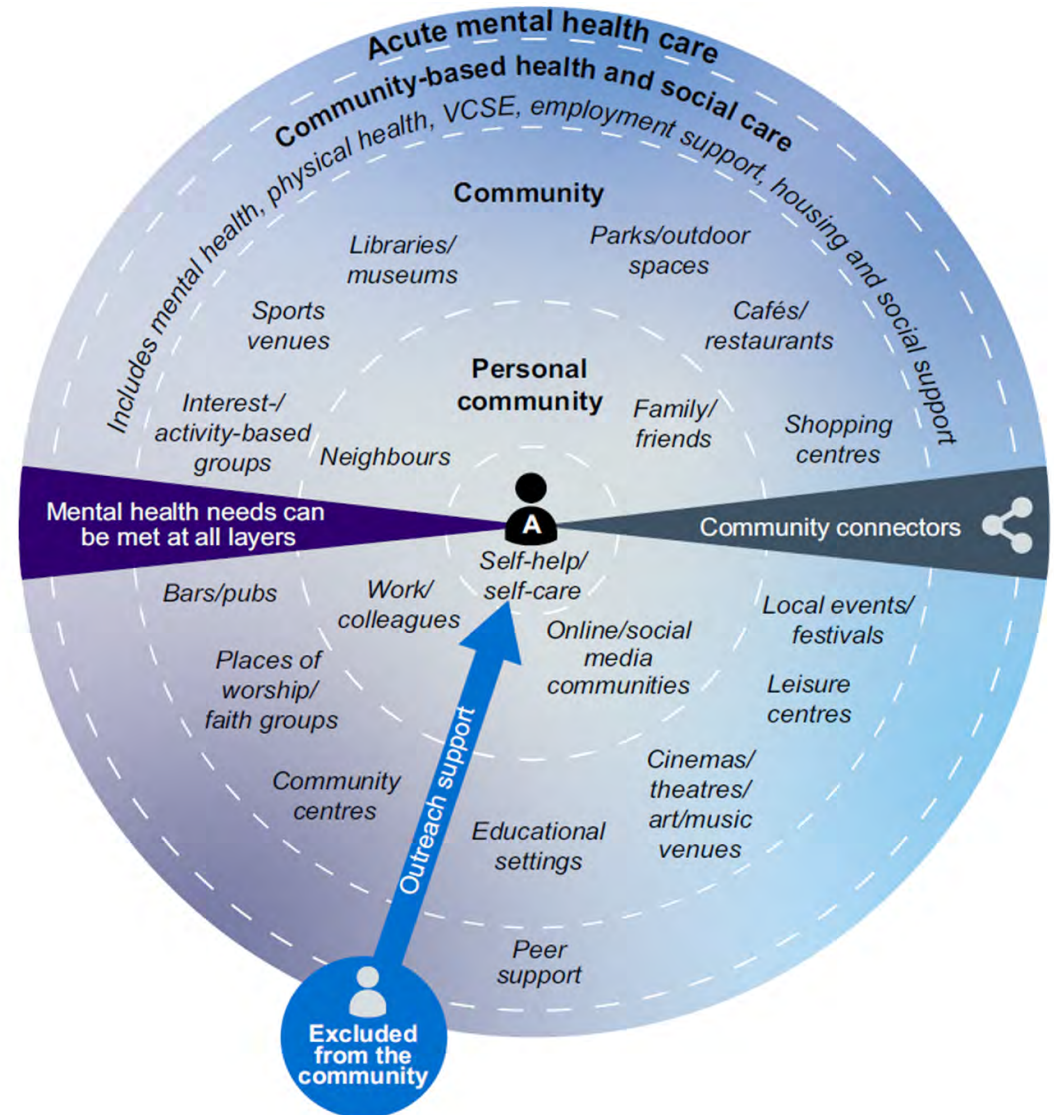 Acute mental health care
Community-based health and social care
Includes mental health, physical health, VCSE, employment support, housing and social support
Community
Libraries/
museums
Parks/outdoor
spaces
Sports
venues
Cafés/
restaurants
Personal
community
Interest-/
activity-based
groups
Neighbours
Family/
friends
Shopping
centres
Mental health needs can
be met at all layers
A
Community connectors
Self-help/
self-care
Bars/pubs
Work/
colleagues
Online/social
media
communities
Local events/
festivals
Places of
worship/
faith groups
Leisure
centres
Community
centres
Outreach support
Cinemas/
theatres/
art/music
venues
Educational
settings
Peer
support
Excluded
from the
community